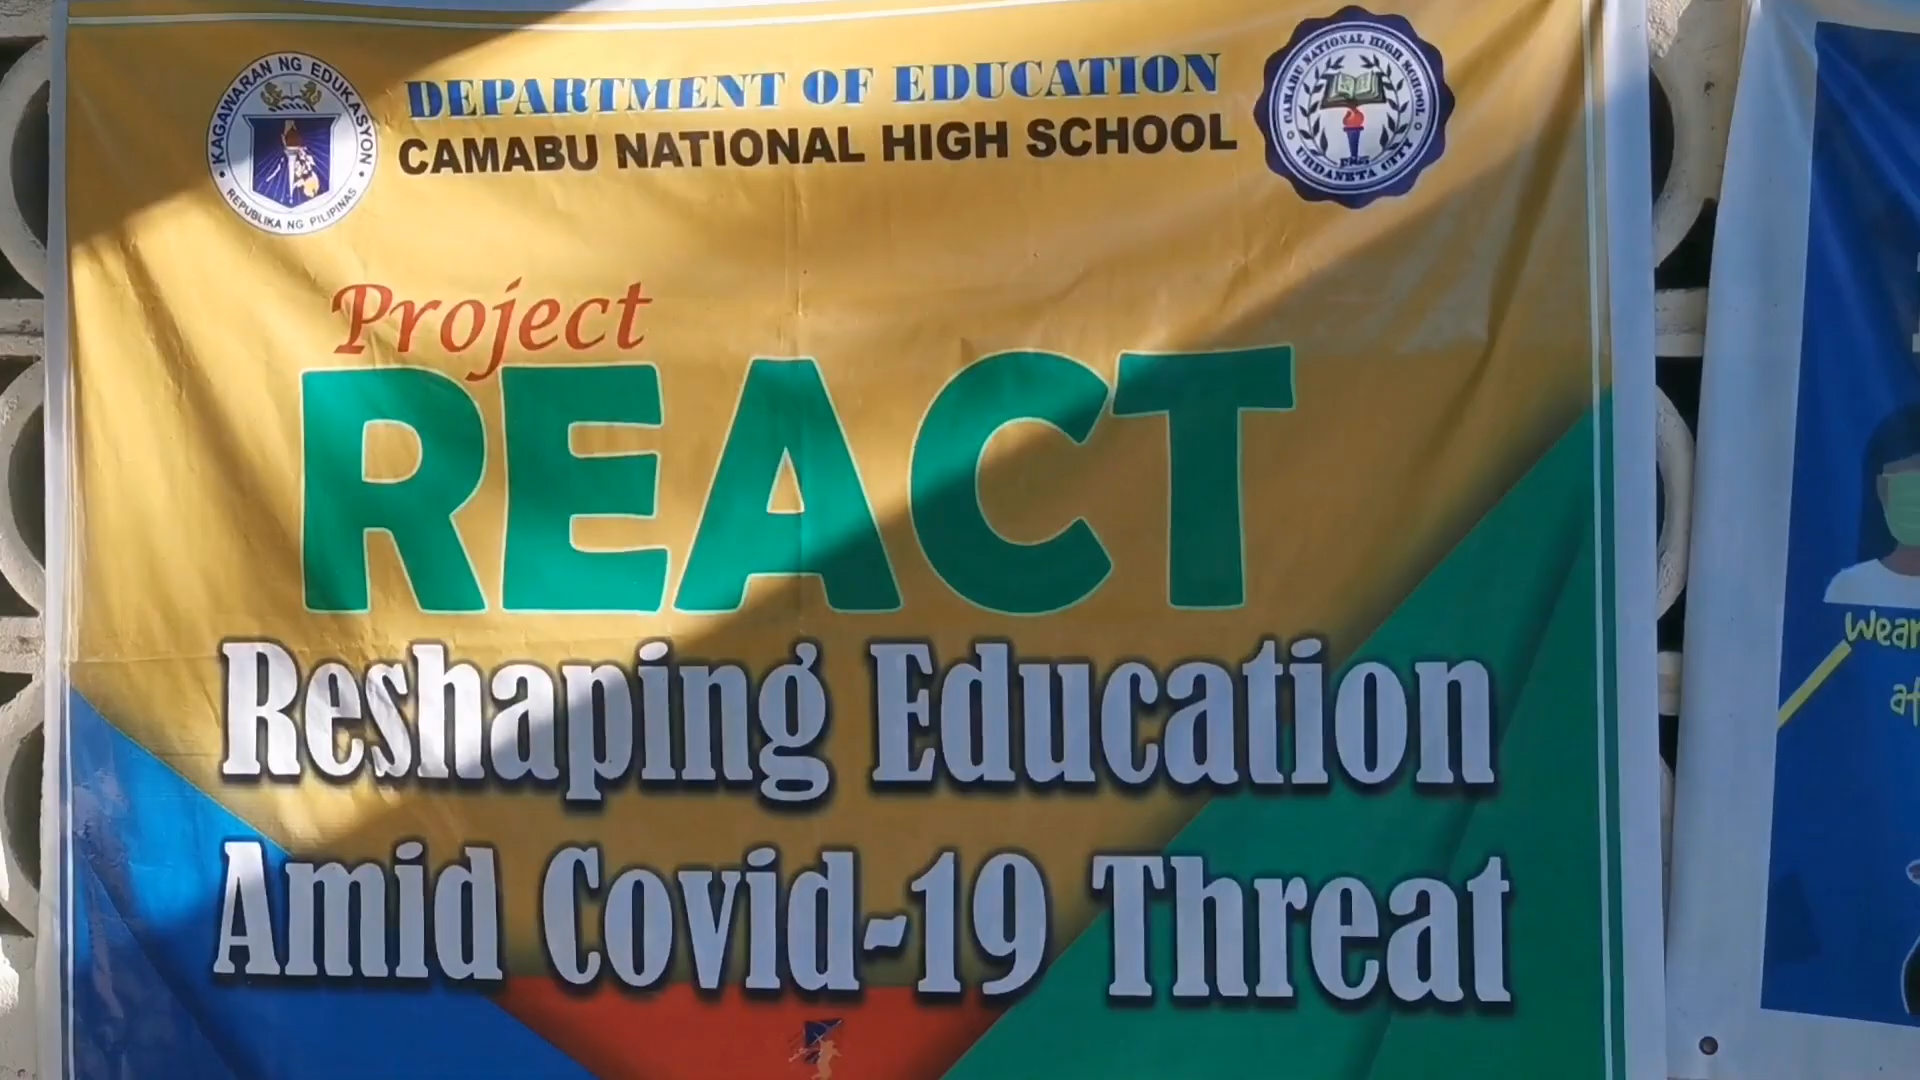 DEPARTMENT OF EDUCATION
CAMABU NATIONAL HIGH SCHOOL
KAGAWARAN NG EDUKASYON
REPUBLIKA NG PILIPINAS
CAMABU NATIONAL HIGH SCHOOL
URDANETA CITY
Project
REACT
Reshaping Education
Amid Covid-19 Threat
Wear